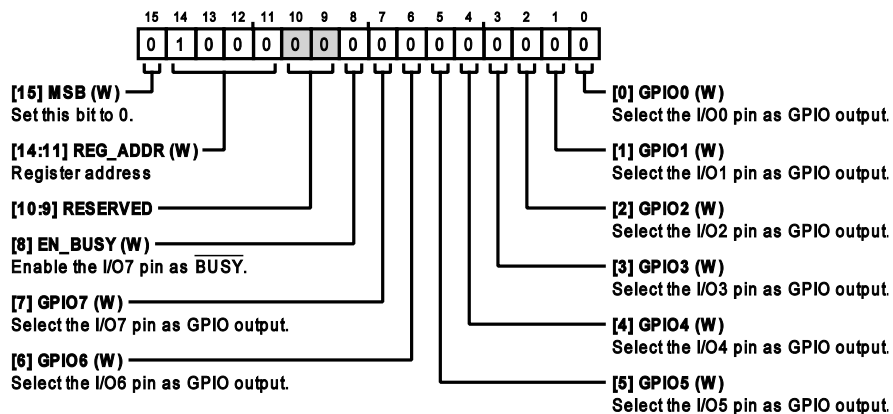 15 14 13 12 11 10 9 8 7 6 5 4 3 2 1 0
0 1 0 0 0 0 0 0 0 0 0 0 0 0 0 0
[15] MSB (W)
Set this bit to 0.
[14:11] REG_ADDR (W)
Register address
[10:9] RESERVED
[8] EN_BUSY (W)
Enable the I/O7 pin as BUSY.
[7] GPIO7 (W)
Select the I/O7 pin as GPIO output.
[6] GPIO6 (W)
Select the I/O6 pin as GPIO output.
[0] GPIO0 (W)
Select the I/O0 pin as GPIO output.
[1] GPIO1 (W)
Select the I/O1 pin as GPIO output.
[2] GPIO2 (W)
Select the I/O2 pin as GPIO output.
[3] GPIO3 (W)
Select the I/O3 pin as GPIO output.
[4] GPIO4 (W)
Select the I/O4 pin as GPIO output.
[5] GPIO5 (W)
Select the I/O5 pin as GPIO output.